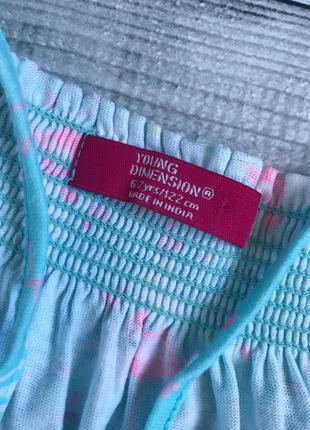 YOUNG
DIMENSION®
6/7YRS/122CM
MADE IN INDIA